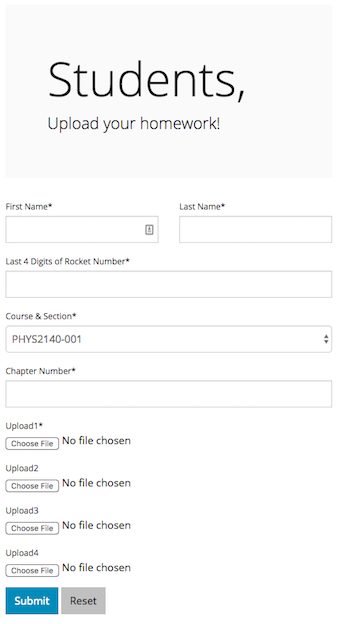 Students,
Upload your homework!
First Name* Last Name*
Last 4 Digits of Rocket Number*
Course & Section*
PHYS2140-001
Chapter Number*
Upload1*
Choose File No file chosen
Upload2
Choose File No file chosen
Upload3
Choose File No file chosen
Upload4
Choose File No file chosen
Submit Reset